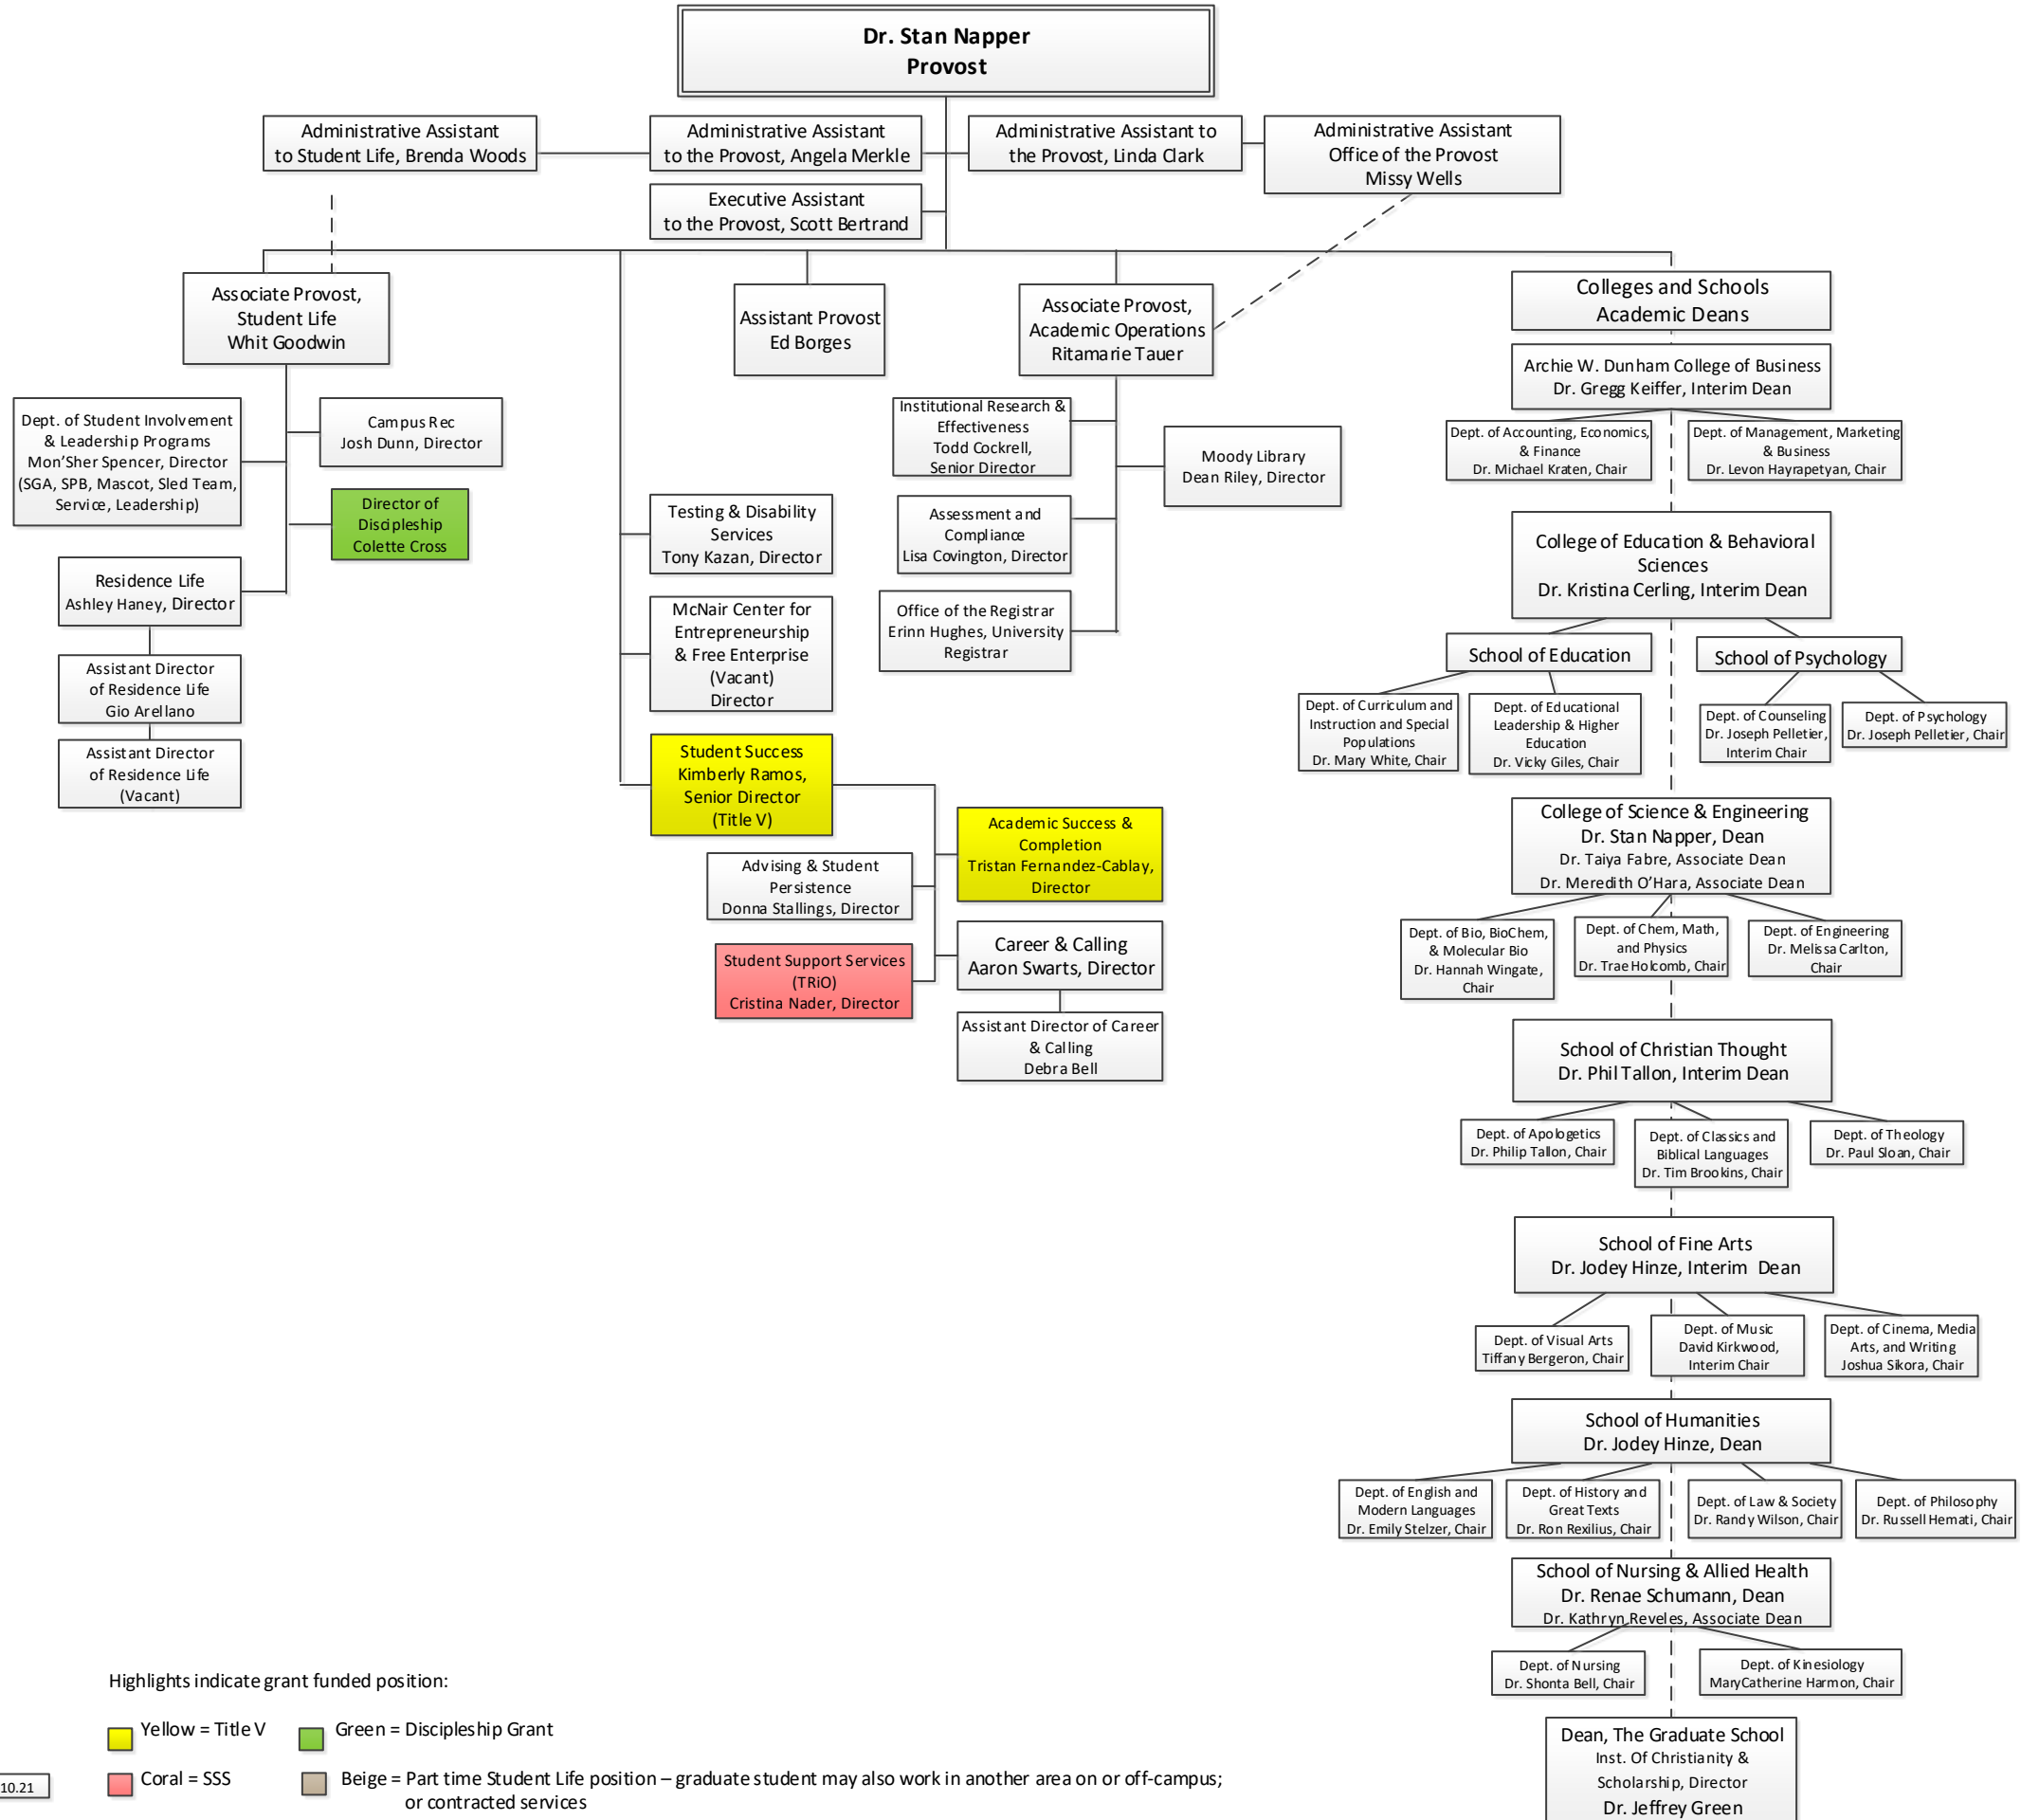 Dr. Stan Napper
Provost
Administrative Assistant
to Student Life, Brenda Woods
Administrative Assistant
to the Provost, Angela Merkle
Administrative Assistant to
the Provost, Linda Clark
Administrative Assistant
Office of the Provost
Missy Wells
Executive Assistant
to the Provost, Scott Bertrand
Associate Provost,
Student Life
Whit Goodwin
Dept. of Student Involvement
& Leadership Programs
Mon'Sher Spencer, Director
(SGA, SPB, Mascot, Sled Team,
Service, Leadership)
Campus Rec
Josh Dunn, Director
Director of
Discipleship
Colette Cross
Residence Life
Ashley Haney, Director
Assistant Director
of Residence Life
Gio Arellano
Assistant Director
of Residence Life
(Vacant)
Testing & Disability
Services
Tony Kazan, Director
McNair Center for
Entrepreneurship
& Free Enterprise
(Vacant)
Director
Student Success
Kimberly Ramos,
Senior Director
(Title V)
Advising & Student
Persistence
Donna Stallings, Director
Student Support Services
(TRiO)
Cristina Nader, Director
Academic Success &
Completion
Tristan Fernandez-Cablay,
Director
Career & Calling
Aaron Swarts, Director
Assistant Director of Career
& Calling
Debra Bell
Assistant Provost
Ed Borges
Associate Provost,
Academic Operations
Ritamarie Tauer
Institutional Research &
Effectiveness
Todd Cockrell,
Senior Director
Moody Library
Dean Riley, Director
Assessment and
Compliance
Lisa Covington, Director
Office of the Registrar
Erinn Hughes, University
Registrar
Colleges and Schools
Academic Deans
Archie W. Dunham College of Business
Dr. Gregg Keiffer, Interim Dean
Dept. of Accounting, Economics,
& Finance
Dr. Michael Kraten, Chair
Dept. of Management, Marketing
& Business
Dr. Levon Hayrapetyan, Chair
College of Education & Behavioral
Sciences
Dr. Kristina Cerling, Interim Dean
School of Education
School of Psychology
Dept. of Curriculum and
Instruction and Special
Populations
Dr. Mary White, Chair
Dept. of Educational
Leadership & Higher
Education
Dr. Vicky Giles, Chair
Dept. of Counseling
Dr. Joseph Pelletier,
Interim Chair
Dept. of Psychology
Dr. Joseph Pelletier, Chair
College of Science & Engineering
Dr. Stan Napper, Dean
Dr. Taiya Fabre, Associate Dean
Dr. Meredith O'Hara, Associate Dean
Dept. of Bio, BioChem,
& Molecular Bio
Dr. Hannah Wingate,
Chair
Dept. of Chem, Math,
and Physics
Dr. Trae Holcomb, Chair
Dept. of Engineering
Dr. Melissa Carlton,
Chair
School of Christian Thought
Dr. Phil Tallon, Interim Dean
Dept. of Apologetics
Dr. Philip Tallon, Chair
Dept. of Classics and
Biblical Languages
Dr. Tim Brookins, Chair
Dept. of Theology
Dr. Paul Sloan, Chair
School of Fine Arts
Dr. Jodey Hinze, Interim Dean
Dept. of Visual Arts
Tiffany Bergeron, Chair
Dept. of Music
David Kirkwood,
Interim Chair
Dept. of Cinema, Media
Arts, and Writing
Joshua Sikora, Chair
School of Humanities
Dr. Jodey Hinze, Dean
Dept. of English and
Modern Languages
Dr. Emily Stelzer, Chair
Dept. of History and
Great Texts
Dr. Ron Rexilius, Chair
Dept. of Law & Society
Dr. Randy Wilson, Chair
Dept. of Philosophy
Dr. Russell Hemati, Chair
School of Nursing & Allied Health
Dr. Renae Schumann, Dean
Dr. Kathryn Reveles, Associate Dean
Dept. of Nursing
Dr. Shonta Bell, Chair
Dept. of Kinesiology
MaryCatherine Harmon, Chair
Dean, The Graduate School
Inst. Of Christianity &
Scholarship, Director
Dr. Jeffrey Green
Highlights indicate grant funded position:
Yellow = Title V
Green = Discipleship Grant
Coral = SSS
Beige = Part time Student Life position – graduate student may also work in another area on or off-campus;
or contracted services
10.21